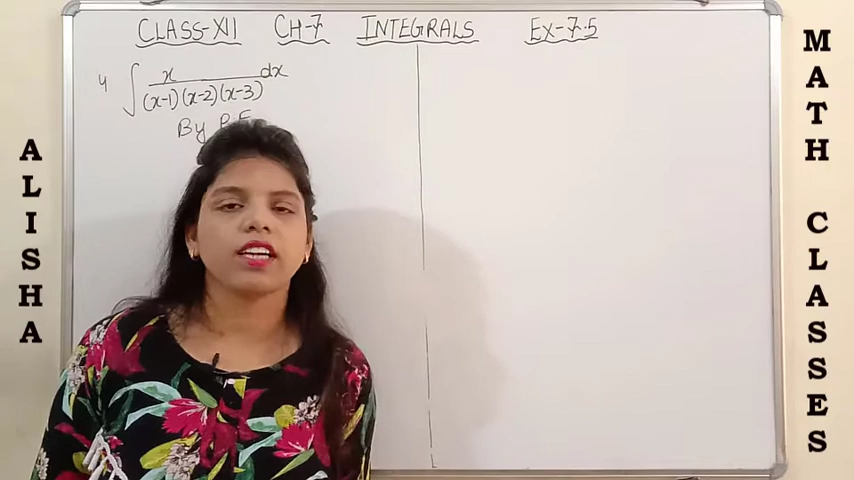 CLASS-XII CH-7 INTEGRALS EX-7.5
4 ∫ x dx
(x-1)(x-2)(x-3)
By P.F
ALISHA
MATH CLASSES